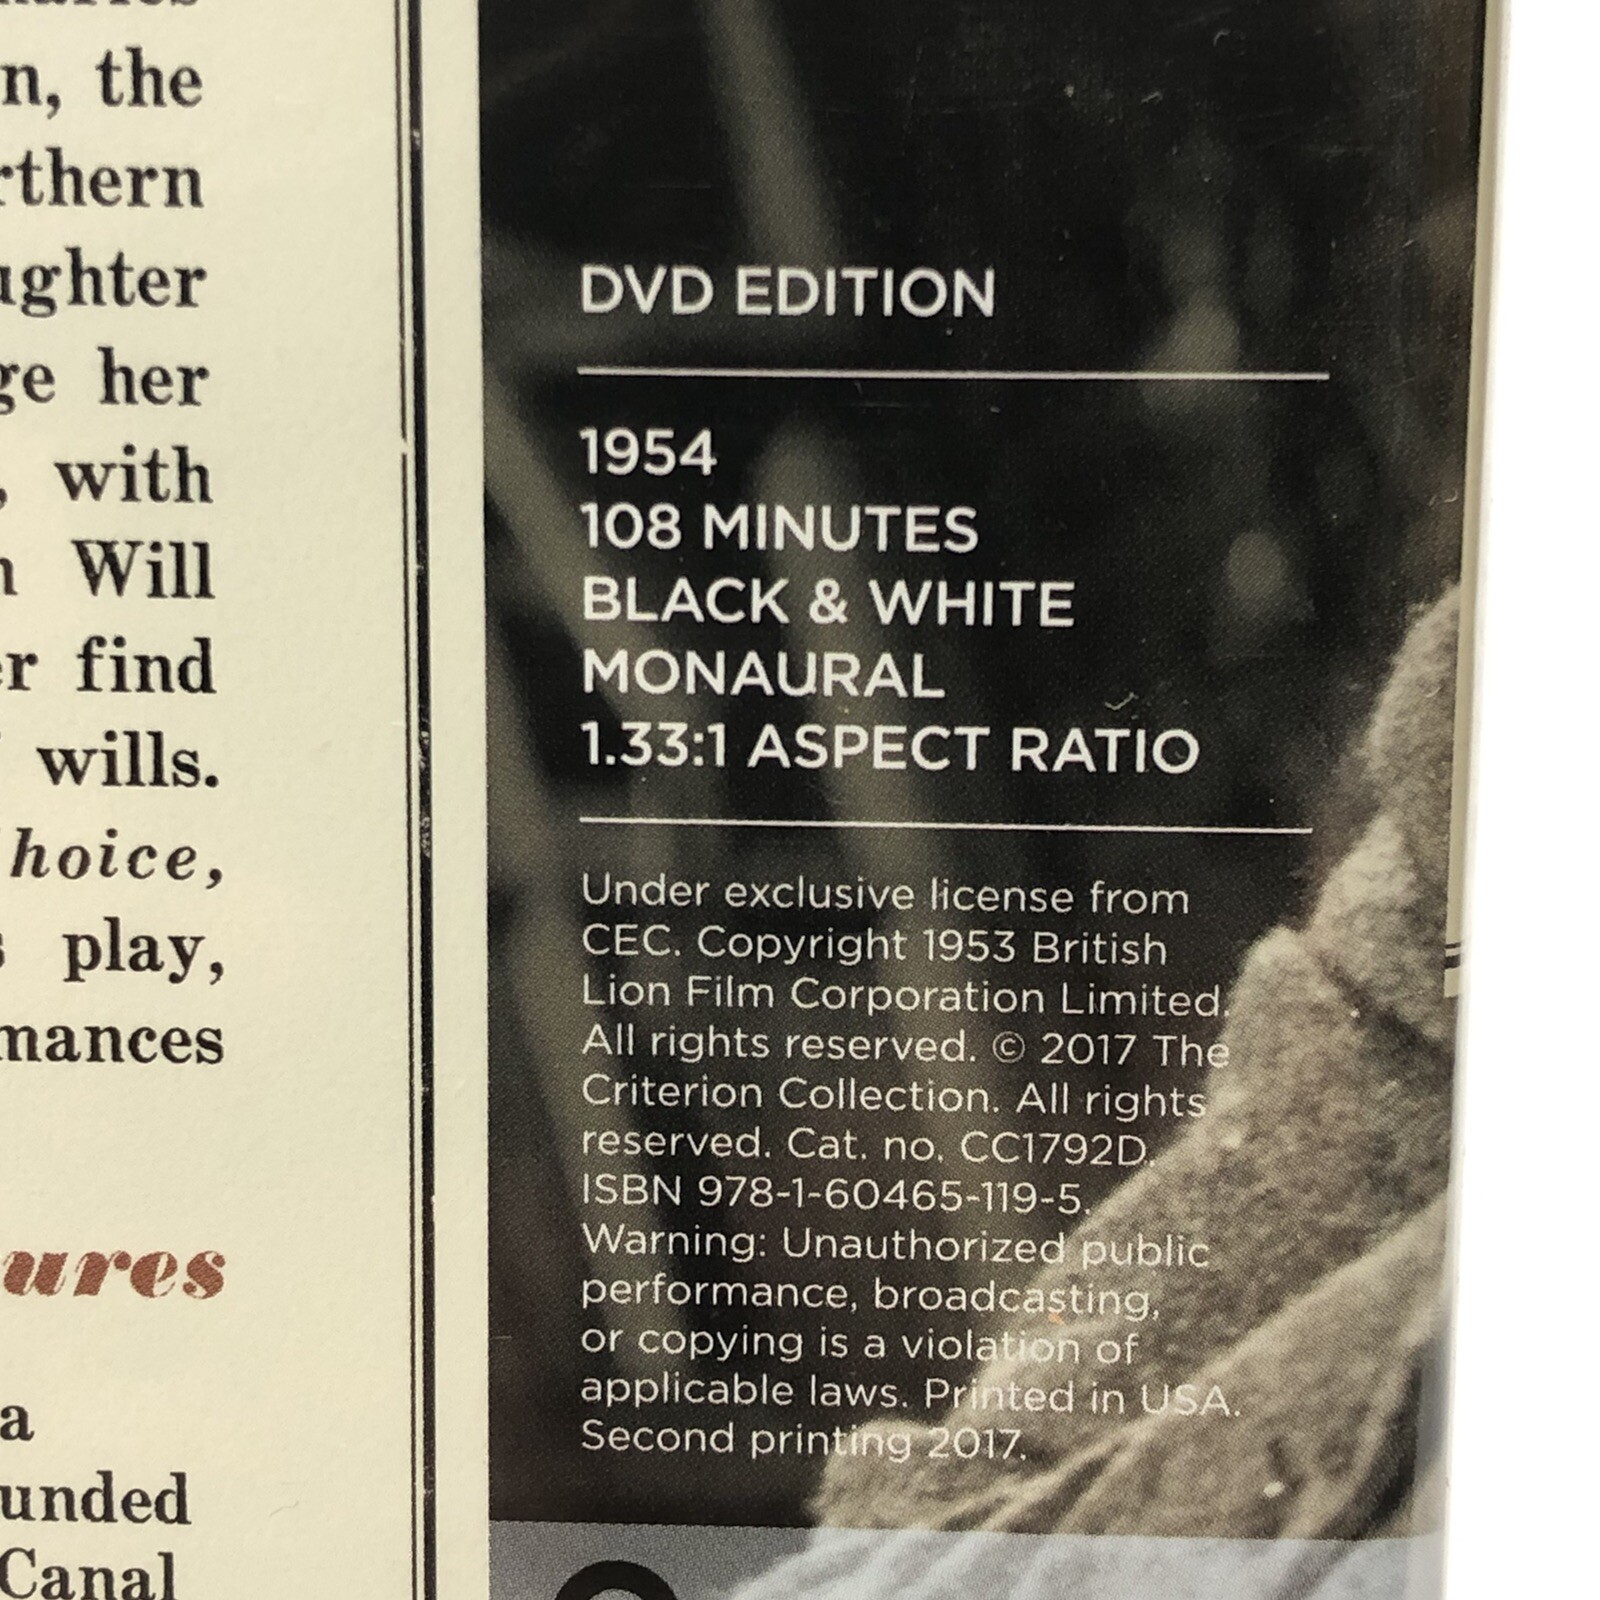 n, the
rthern
ughter
ge her
, with
n Will
er find
wills.
hoice,
s play,
mances
ures
a
unded
Canal
DVD EDITION
1954
108 MINUTES
BLACK & WHITE
MONAURAL
1.33:1 ASPECT RATIO
Under exclusive license from
CEC. Copyright 1953 British
Lion Film Corporation Limited.
All rights reserved. © 2017 The
Criterion Collection. All rights
reserved. Cat. no. CC1792D.
ISBN 978-1-60465-119-5.
Warning: Unauthorized public
performance, broadcasting,
or copying is a violation of
applicable laws. Printed in USA.
Second printing 2017.